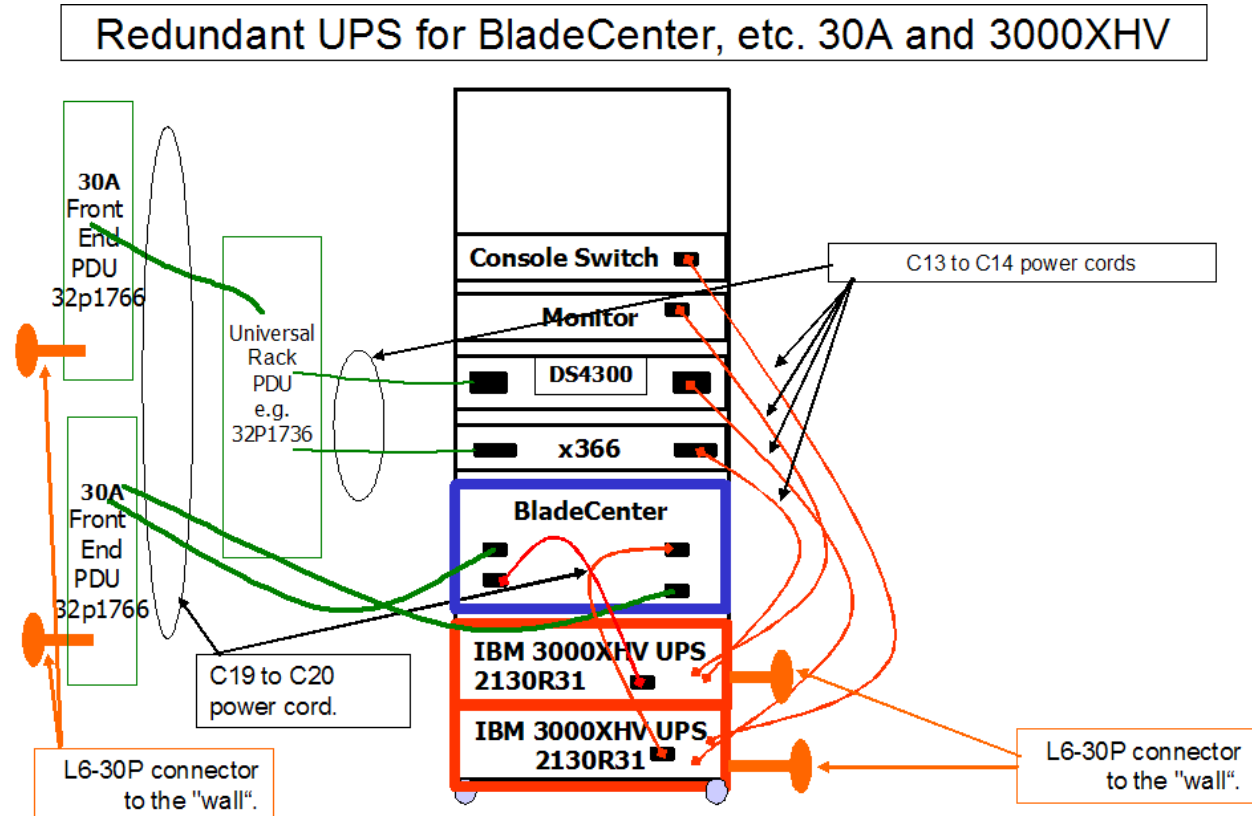 Redundant UPS for BladeCenter, etc. 30A and 3000XHV
30A
Front
End
PDU
32p1766
Universal
Rack
PDU
e.g.
32P1736
30A
Front
End
PDU
32p1766
Console Switch
Monitor
DS4300
x366
BladeCenter
IBM 3000XHV UPS
2130R31
IBM 3000XHV UPS
2130R31
C13 to C14 power cords
C19 to C20
power cord.
L6-30P connector
to the "wall“.
L6-30P connector
to the "wall“.